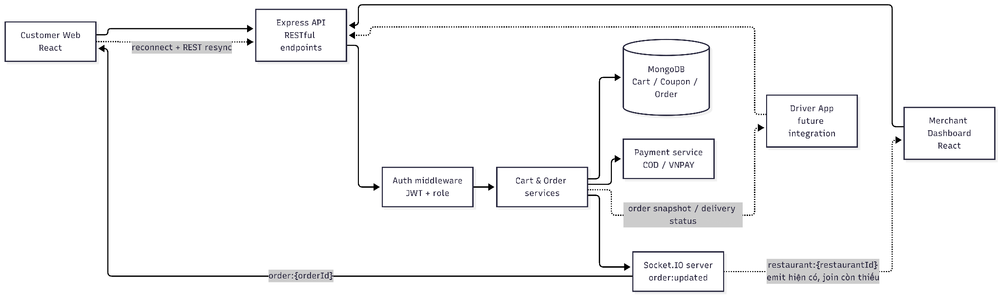 Customer Web
React
reconnect + REST resync
Express API
RESTful
endpoints
MongoDB
Cart / Coupon /
Order
Driver App
future
integration
Merchant
Dashboard
React
Payment service
COD / VNPAY
Auth middleware
JWT + role
Cart & Order
services
order snapshot / delivery
status
Socket.IO server
order:updated
order:{orderId}
restaurant:{restaurantId}
emit hiện có, join còn thiếu